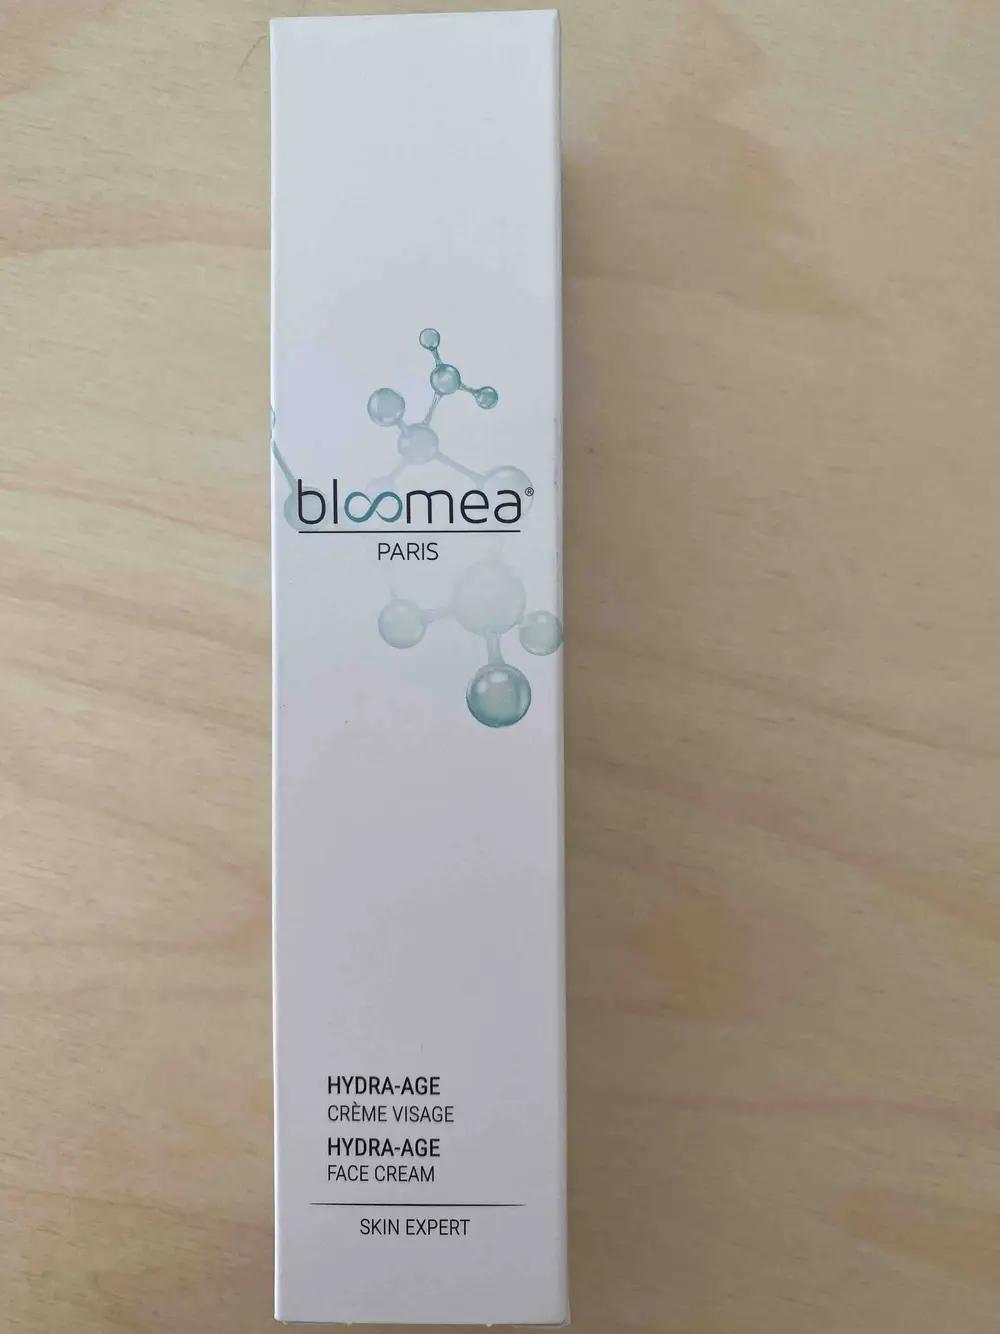 bloomea®
PARIS
HYDRA-AGE
CRÈME VISAGE
HYDRA-AGE
FACE CREAM
SKIN EXPERT